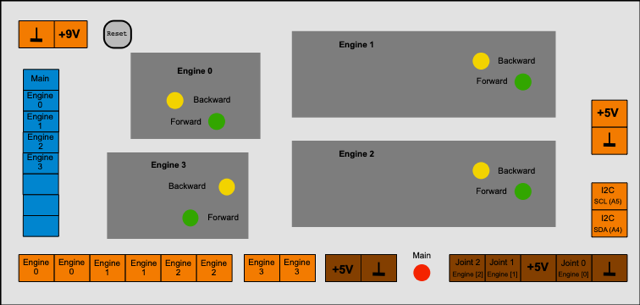 ⊥ +9V
Reset
Engine 0
Backward
Forward
Engine 1
Backward
Forward
Main
Engine 0
Engine 1
Engine 2
Engine 3
+5V
⊥
Engine 3
Backward
Forward
Engine 2
Backward
Forward
I2C
SCL (A5)
I2C
SDA (A4)
Engine 0
Engine 0
Engine 1
Engine 1
Engine 2
Engine 2
Engine 3
Engine 3
+5V
⊥
Main
Joint 2
Engine [2]
Joint 1
Engine [1]
+5V
Joint 0
Engine [0]
⊥